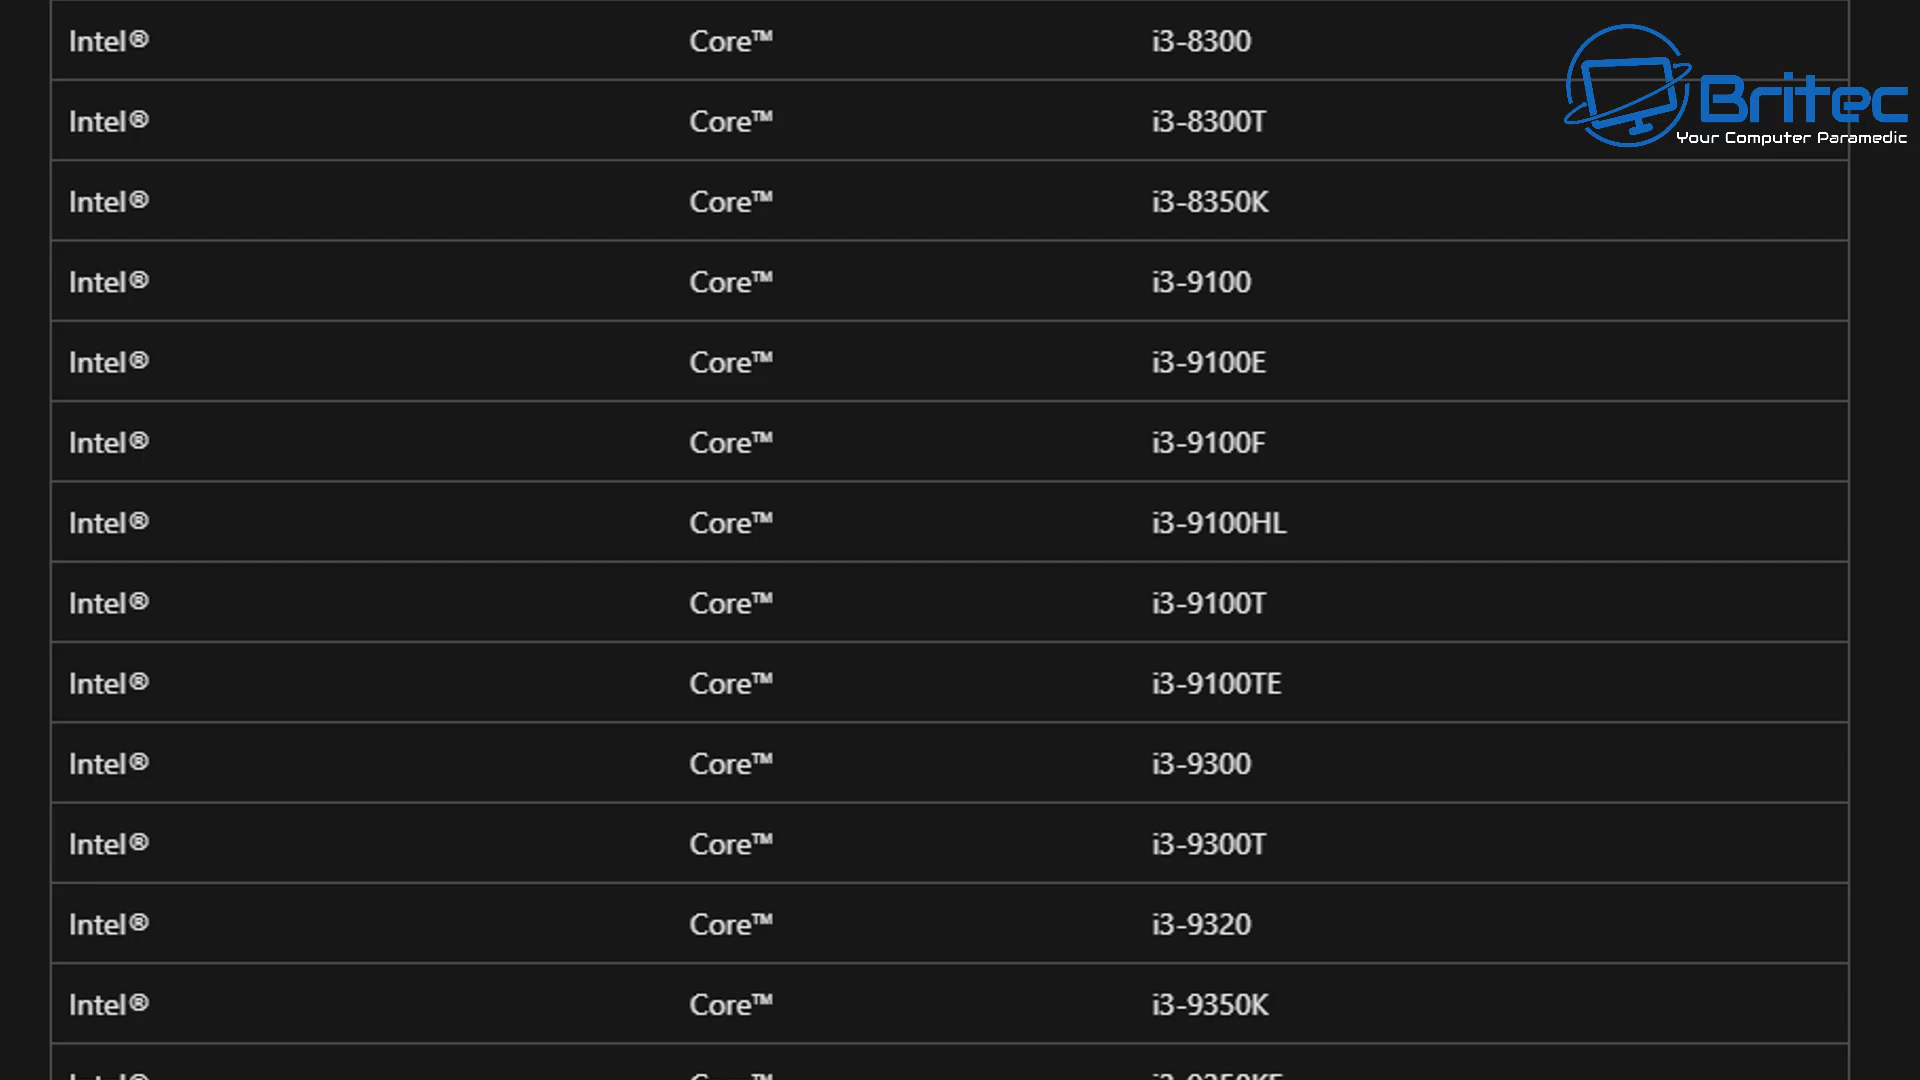 Intel® Core™ i3-8300
Intel® Core™ i3-8300T
Intel® Core™ i3-8350K
Intel® Core™ i3-9100
Intel® Core™ i3-9100E
Intel® Core™ i3-9100F
Intel® Core™ i3-9100HL
Intel® Core™ i3-9100T
Intel® Core™ i3-9100TE
Intel® Core™ i3-9300
Intel® Core™ i3-9300T
Intel® Core™ i3-9320
Intel® Core™ i3-9350K
Britec
Your Computer Paramedic